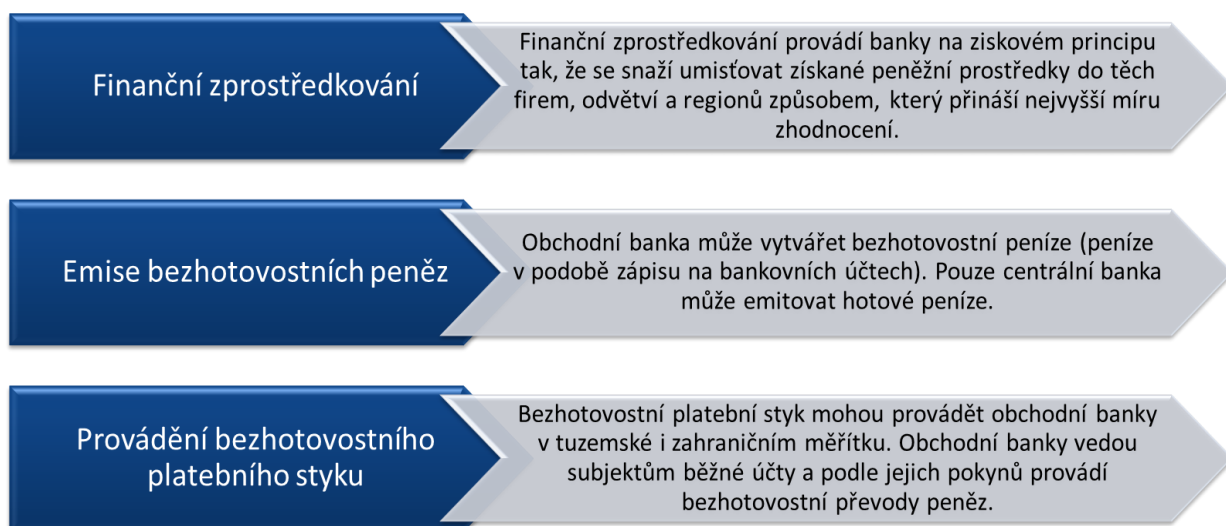 Finanční zprostředkování
Finanční zprostředkování provádí banky na ziskovém principu
tak, že se snaží umisťovat získané peněžní prostředky do těch
firem, odvětví a regionů způsobem, který přináší nejvyšší míru
zhodnocení.
Emise bezhotovostních peněz
Obchodní banka může vytvářet bezhotovostní peníze (peníze
v podobě zápisu na bankovních účtech). Pouze centrální banka
může emitovat hotové peníze.
Provádění bezhotovostního
platebního styku
Bezhotovostní platební styk mohou provádět obchodní banky
v tuzemské i zahraničním měřítku. Obchodní banky vedou
subjektům běžné účty a podle jejich pokynů provádí
bezhotovostní převody peněz.